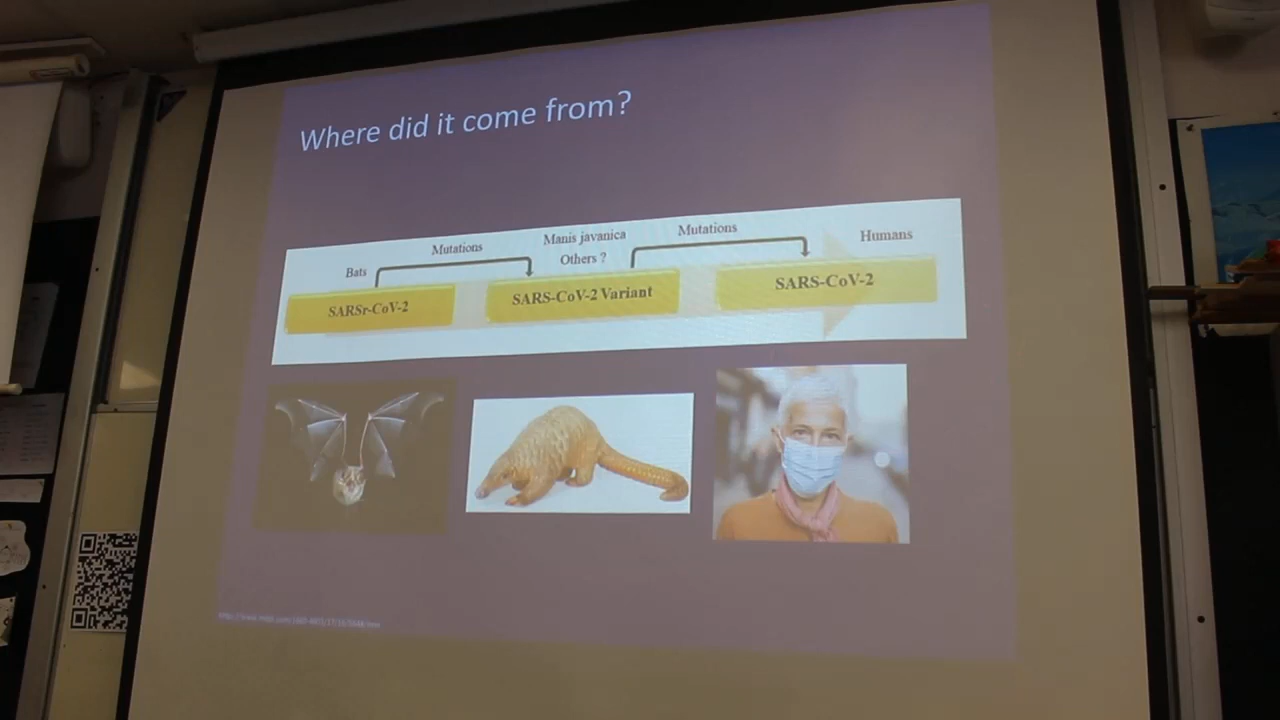 Where did it come from?
Mutations
Manis javanica
Mutations
Humans
Bats
Others ?
SARSr-CoV-2
SARS-CoV-2 Variant
SARS-CoV-2